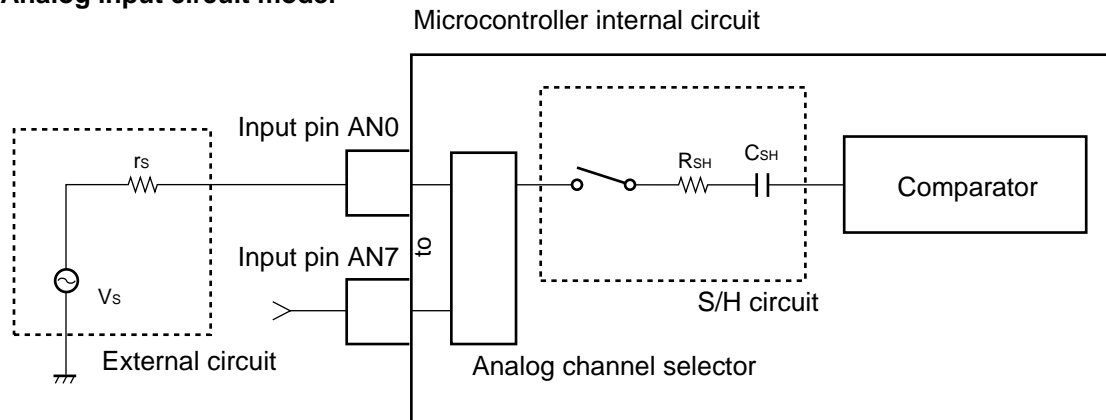 Analog input circuit model
Microcontroller internal circuit
Input pin AN0
rS
RSH
CSH
Comparator
to
Input pin AN7
VS
S/H circuit
External circuit
Analog channel selector